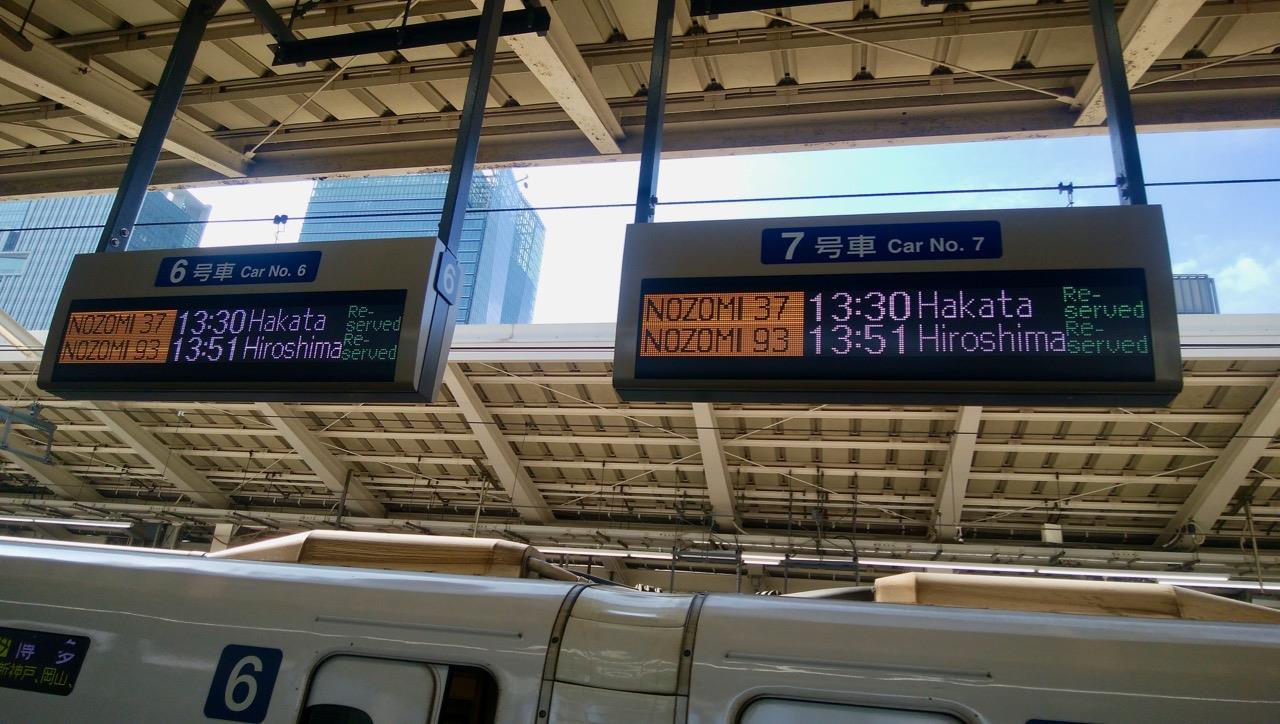 6号車 Car No. 6
NOZOMI 37 13:30 Hakata Re-served
NOZOMI 93 13:51 Hiroshima Re-served
6
7号車 Car No. 7
NOZOMI 37 13:30 Hakata Re-served
NOZOMI 93 13:51 Hiroshima Re-served
博多
新神戸、岡山、
6